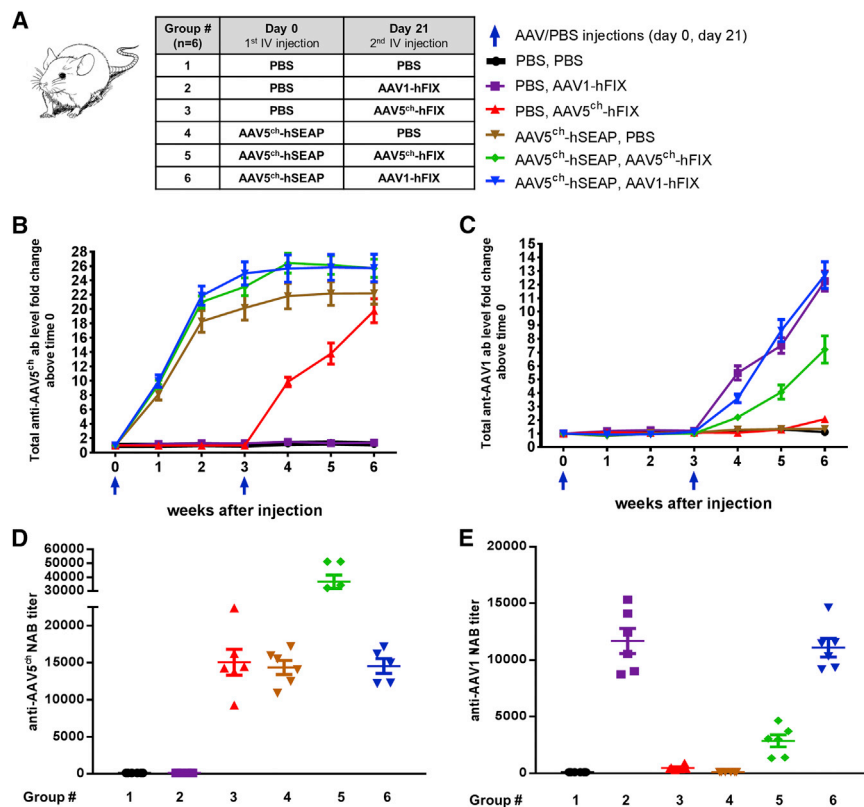 A
Group # Day 0 Day 21
(n=6) 1st IV injection 2nd IV injection
1 PBS PBS
2 PBS AAV1-hFIX
3 PBS AAV5ch-hFIX
4 AAV5ch-hSEAP PBS
5 AAV5ch-hSEAP AAV5ch-hFIX
6 AAV5ch-hSEAP AAV1-hFIX
AAV/PBS injections (day 0, day 21)
PBS, PBS
PBS, AAV1-hFIX
PBS, AAV5ch-hFIX
AAV5ch-hSEAP, PBS
AAV5ch-hSEAP, AAV5ch-hFIX
AAV5ch-hSEAP, AAV1-hFIX
B
Total anti-AAV5ch ab level fold change
above time 0
28
26
24
22
20
18
16
14
12
10
8
6
4
2
0
0 1 2 3 4 5 6
weeks after injection
C
Total ant-AAV1 ab level fold change
above time 0
15
14
13
12
11
10
9
8
7
6
5
4
3
2
1
0
0 1 2 3 4 5 6
weeks after injection
D
anti-AAV5ch NAB titer
60000
50000
40000
30000
20000
15000
10000
5000
0
Group # 1 2 3 4 5 6
E
anti-AAV1 NAB titer
20000
15000
10000
5000
0
Group # 1 2 3 4 5 6